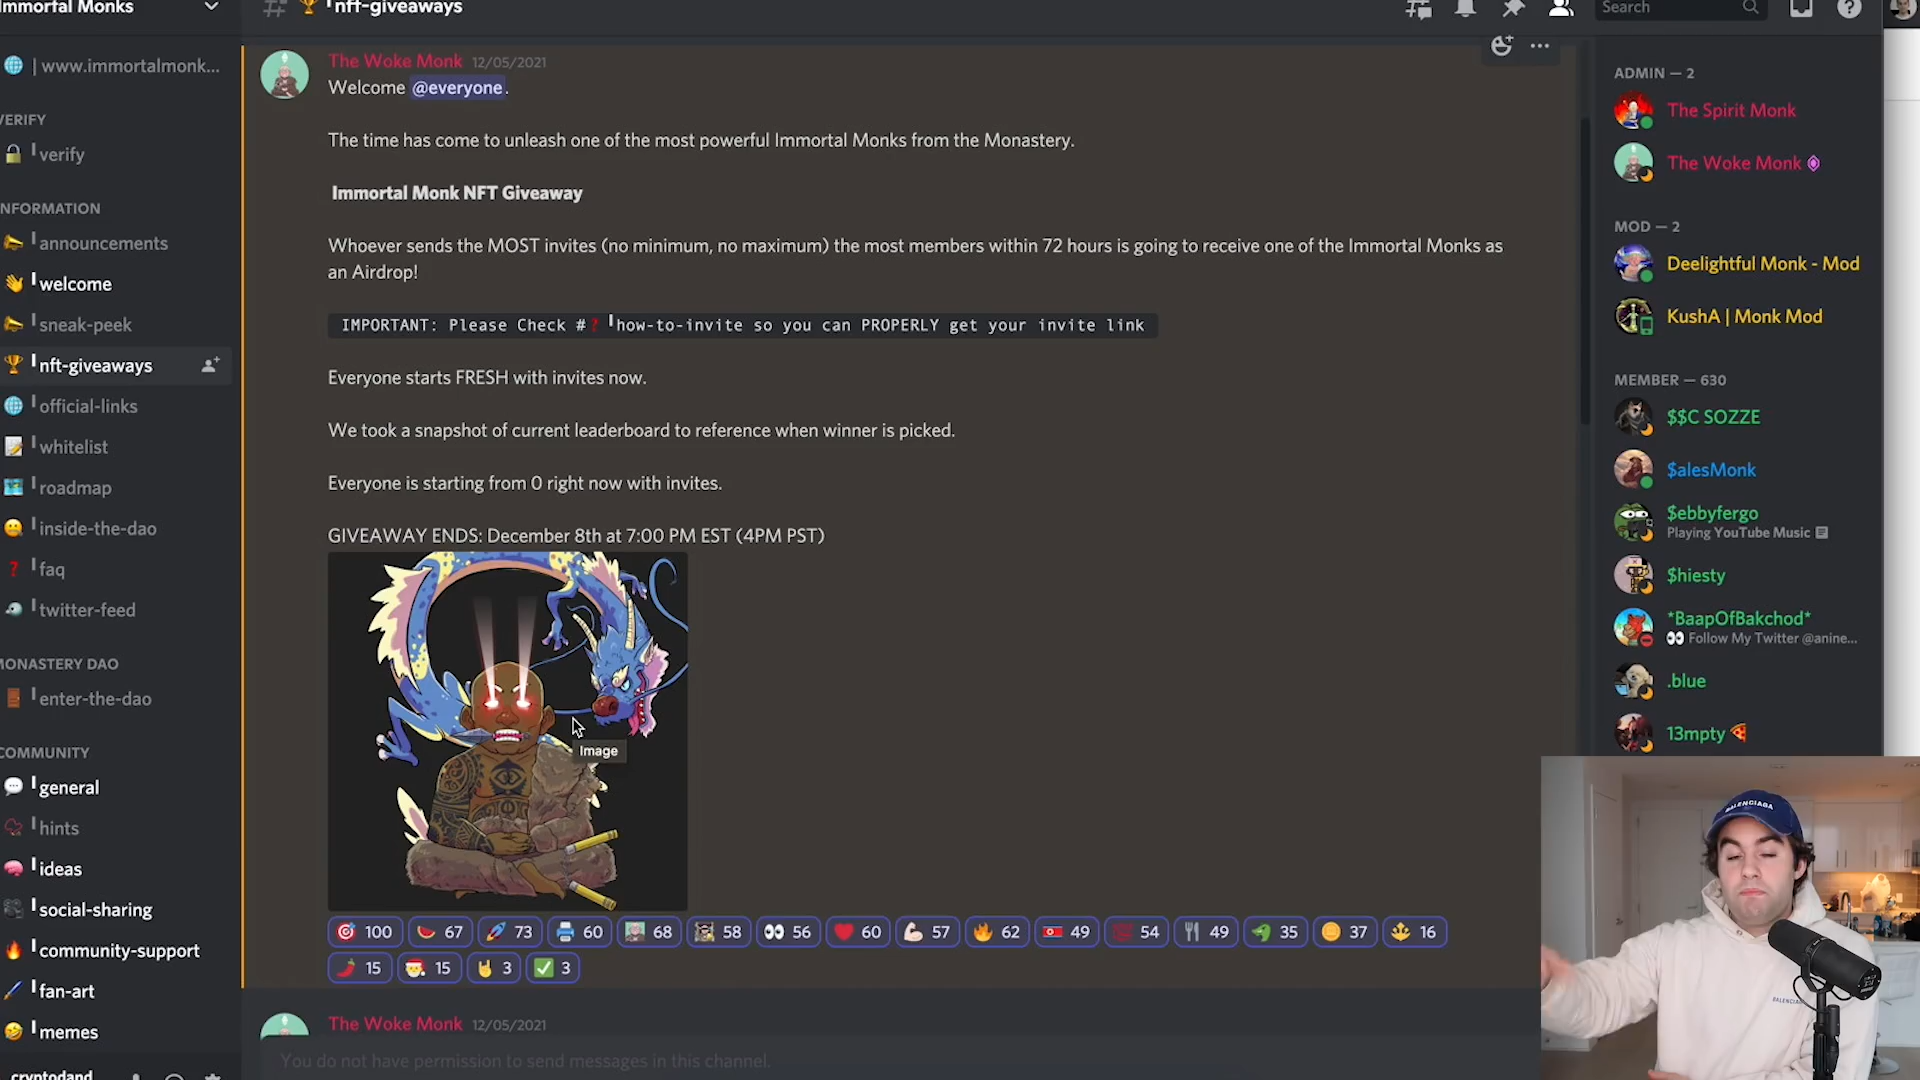 Immortal Monks
nft-giveaways
Search
| www.immortalmonk...
VERIFY
verify
INFORMATION
announcements
welcome
sneak-peek
nft-giveaways
official-links
whitelist
roadmap
inside-the-dao
faq
twitter-feed
MONASTERY DAO
enter-the-dao
COMMUNITY
general
hints
ideas
social-sharing
community-support
fan-art
memes
cryptodand
The Woke Monk 12/05/2021
Welcome @everyone.
The time has come to unleash one of the most powerful Immortal Monks from the Monastery.
Immortal Monk NFT Giveaway
Whoever sends the MOST invites (no minimum, no maximum) the most members within 72 hours is going to receive one of the Immortal Monks as
an Airdrop!
IMPORTANT: Please Check #❓╹how-to-invite so you can PROPERLY get your invite link
Everyone starts FRESH with invites now.
We took a snapshot of current leaderboard to reference when winner is picked.
Everyone is starting from 0 right now with invites.
GIVEAWAY ENDS: December 8th at 7:00 PM EST (4PM PST)
Image
100 67 73 60 68 58 56 60 57 62 49 54 49 35 37 16
15 15 3 3
The Woke Monk 12/05/2021
You do not have permission to send messages in this channel.
ADMIN — 2
The Spirit Monk
The Woke Monk
MOD — 2
Deelightful Monk - Mod
KushA | Monk Mod
MEMBER — 630
$$C SOZZE
$alesMonk
$ebbyfergo
Playing YouTube Music
$hiesty
*BaapOfBakchod*
👀 Follow My Twitter @anine...
.blue
13mpty 🍕
BALENCIAGA
BALENCIAGA